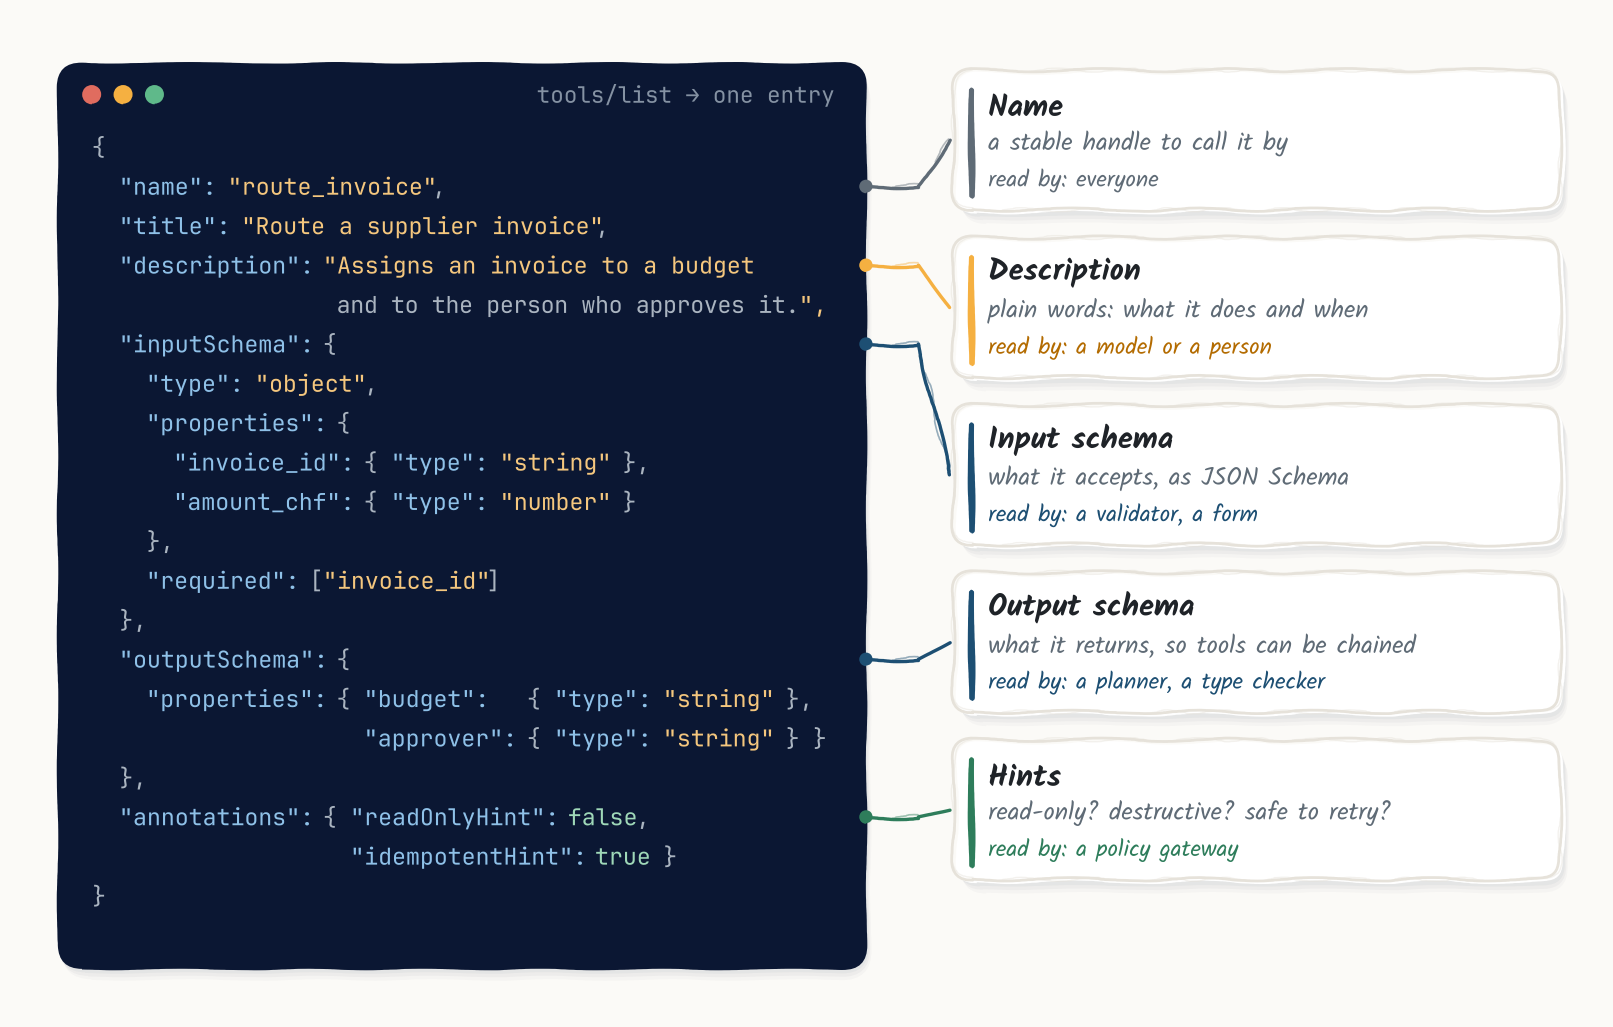 tools/list → one entry
{
"name": "route_invoice",
"title": "Route a supplier invoice",
"description": "Assigns an invoice to a budget
and to the person who approves it.",
"inputSchema": {
"type": "object",
"properties": {
"invoice_id": { "type": "string" },
"amount_chf": { "type": "number" }
},
"required": ["invoice_id"]
},
"outputSchema": {
"properties": { "budget": { "type": "string" },
"approver": { "type": "string" } }
},
"annotations": { "readOnlyHint": false,
"idempotentHint": true }
}
Name
a stable handle to call it by
read by: everyone
Description
plain words: what it does and when
read by: a model or a person
Input schema
what it accepts, as JSON Schema
read by: a validator, a form
Output schema
what it returns, so tools can be chained
read by: a planner, a type checker
Hints
read-only? destructive? safe to retry?
read by: a policy gateway